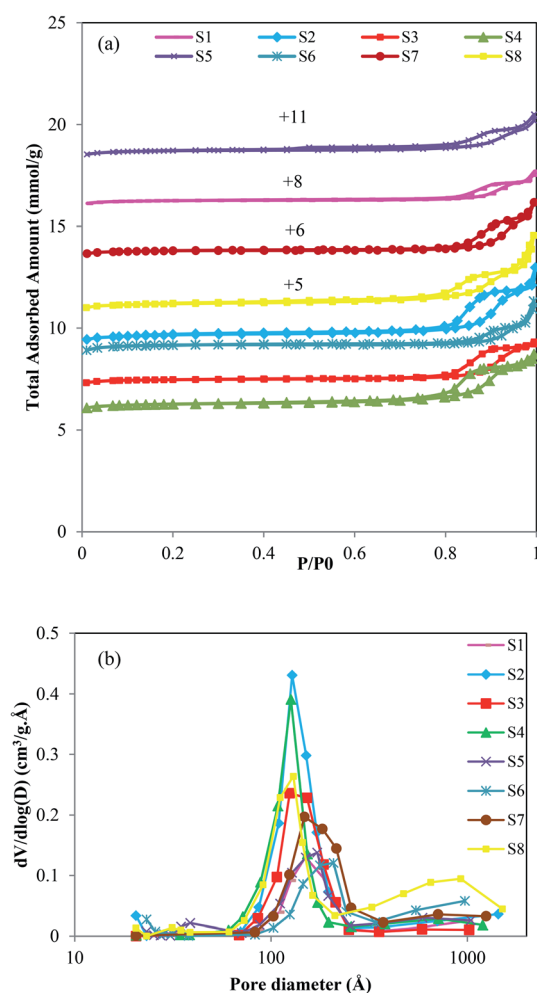 25
(a)
S1 S2 S3 S4
S5 S6 S7 S8
20
+11
+8
15
+6
+5
10
5
0
0 0.2 0.4 0.6 0.8 1
P/P0
Total Adsorbed Amount (mmol/g)
0.5
(b)
S1
S2
S3
S4
S5
S6
S7
S8
0.4
0.3
0.2
0.1
0
10 100 1000
Pore diameter (Å)
dV/dlog(D) (cm³/g.Å)